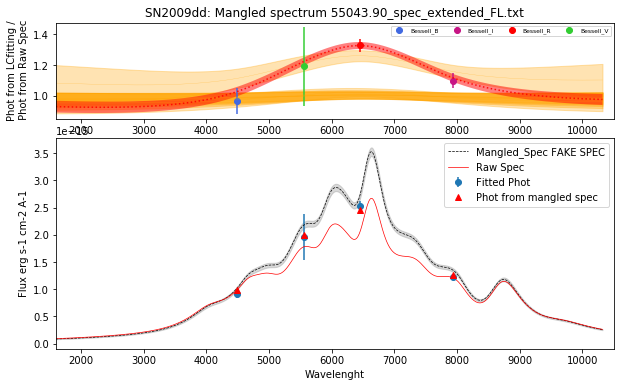 SN2009dd: Mangled spectrum 55043.90_spec_extended_FL.txt
Phot from LCfitting /
Phot from Raw Spec
1.4
1.2
1.0
Bessell_B
Bessell_I
Bessell_R
Bessell_V
2000 3000 4000 5000 6000 7000 8000 9000 10000
Flux erg s-1 cm-2 A-1
3.5
3.0
2.5
2.0
1.5
1.0
0.5
0.0
Mangled_Spec FAKE SPEC
Raw Spec
Fitted Phot
Phot from mangled spec
2000 3000 4000 5000 6000 7000 8000 9000 10000
Wavelenght